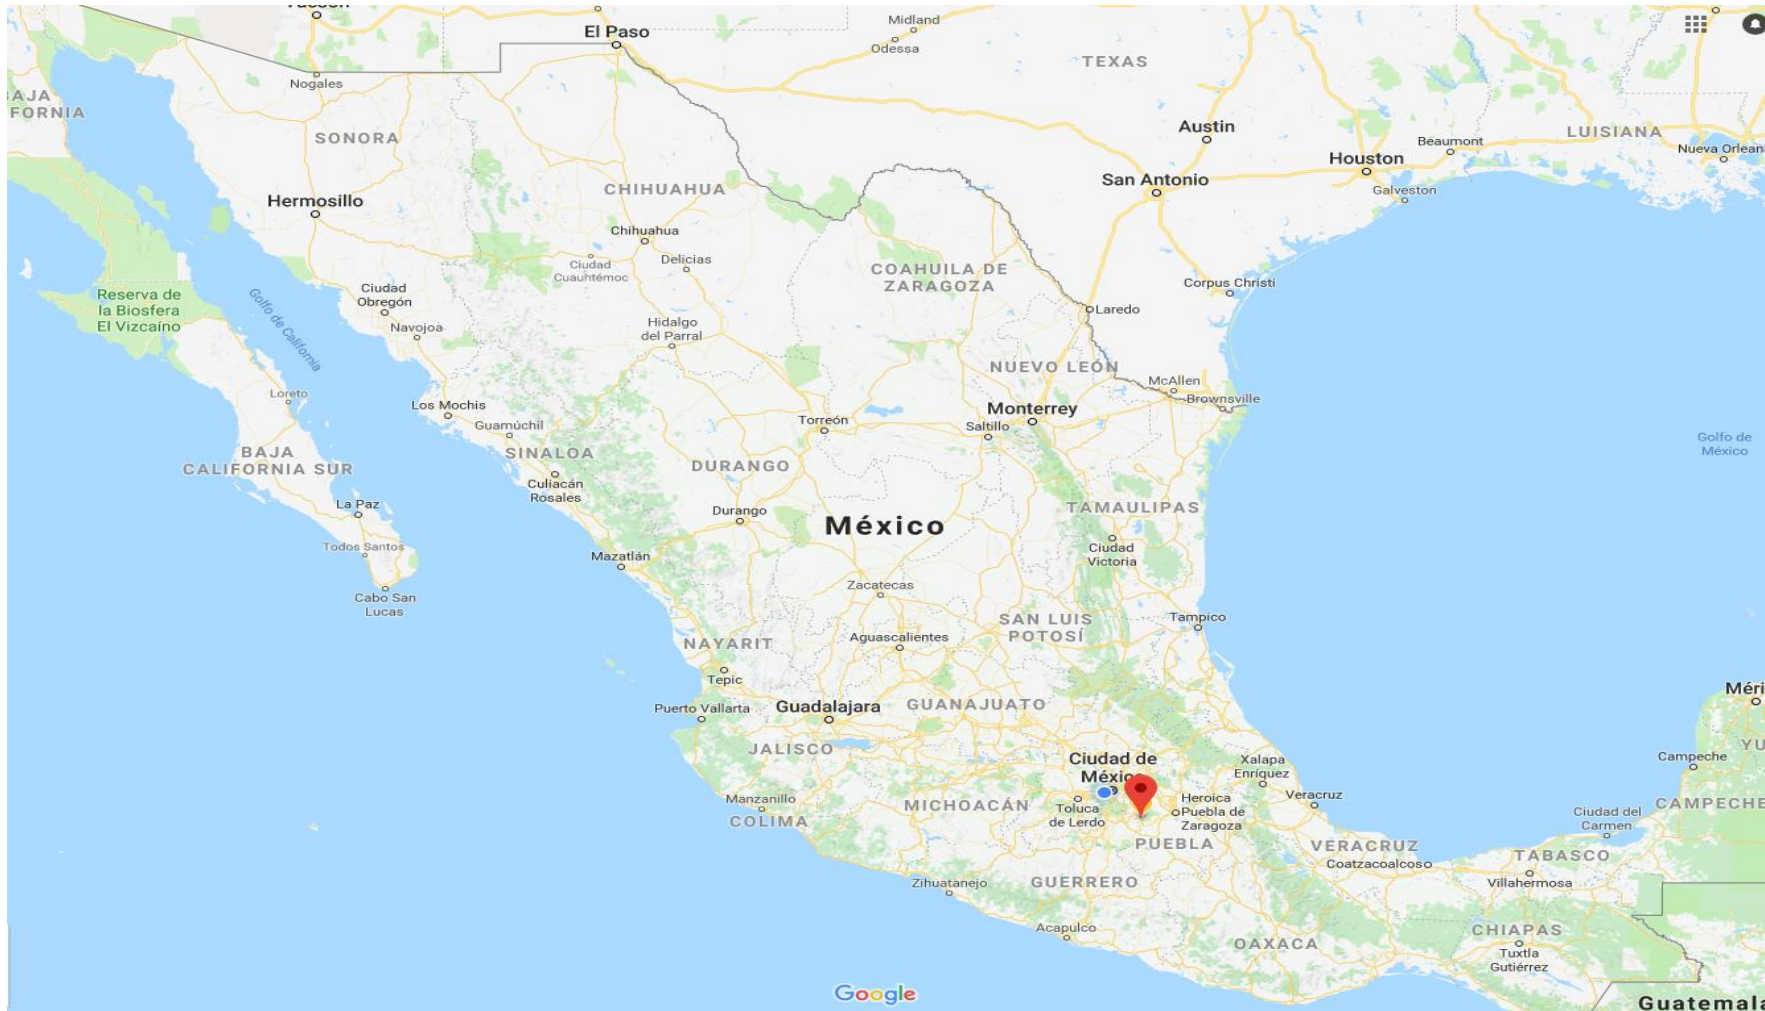 Tucson
El Paso
Midland
Odessa
TEXAS
Nogales
BAJA
FORNIA
SONORA
Austin
Beaumont
LUISIANA
Houston
Nueva Orlean
San Antonio
Galveston
CHIHUAHUA
Hermosillo
Chihuahua
Delicias
Ciudad
Cuauhtémoc
COAHUILA DE
ZARAGOZA
Corpus Christi
Reserva de
la Biosfera
El Vizcaíno
Golfo de California
Ciudad
Obregón
Navojoa
Laredo
Hidalgo
del Parral
NUEVO LEÓN
McAllen
Brownsville
Loreto
Los Mochis
Guamúchil
Monterrey
Torreón
Saltillo
Golfo de
México
BAJA
CALIFORNIA SUR
SINALOA
DURANGO
Culiacán
Rosales
La Paz
Durango
TAMAULIPAS
México
Todos Santos
Mazatlán
Ciudad
Victoria
Cabo San
Lucas
Zacatecas
SAN LUIS
POTOSÍ
Tampico
NAYARIT
Aguascalientes
Tepic
Méri
Puerto Vallarta
Guadalajara
GUANAJUATO
JALISCO
YU
Ciudad de
México
Xalapa
Enríquez
Campeche
Manzanillo
COLIMA
MICHOACÁN
Toluca
de Lerdo
Heroica
Puebla de
Zaragoza
Veracruz
Ciudad del
Carmen
CAMPECHE
PUEBLA
VERACRUZ
Coatzacoalcos
TABASCO
Zihuatanejo
GUERRERO
Villahermosa
Acapulco
OAXACA
CHIAPAS
Tuxtla
Gutiérrez
Google
Guatemala